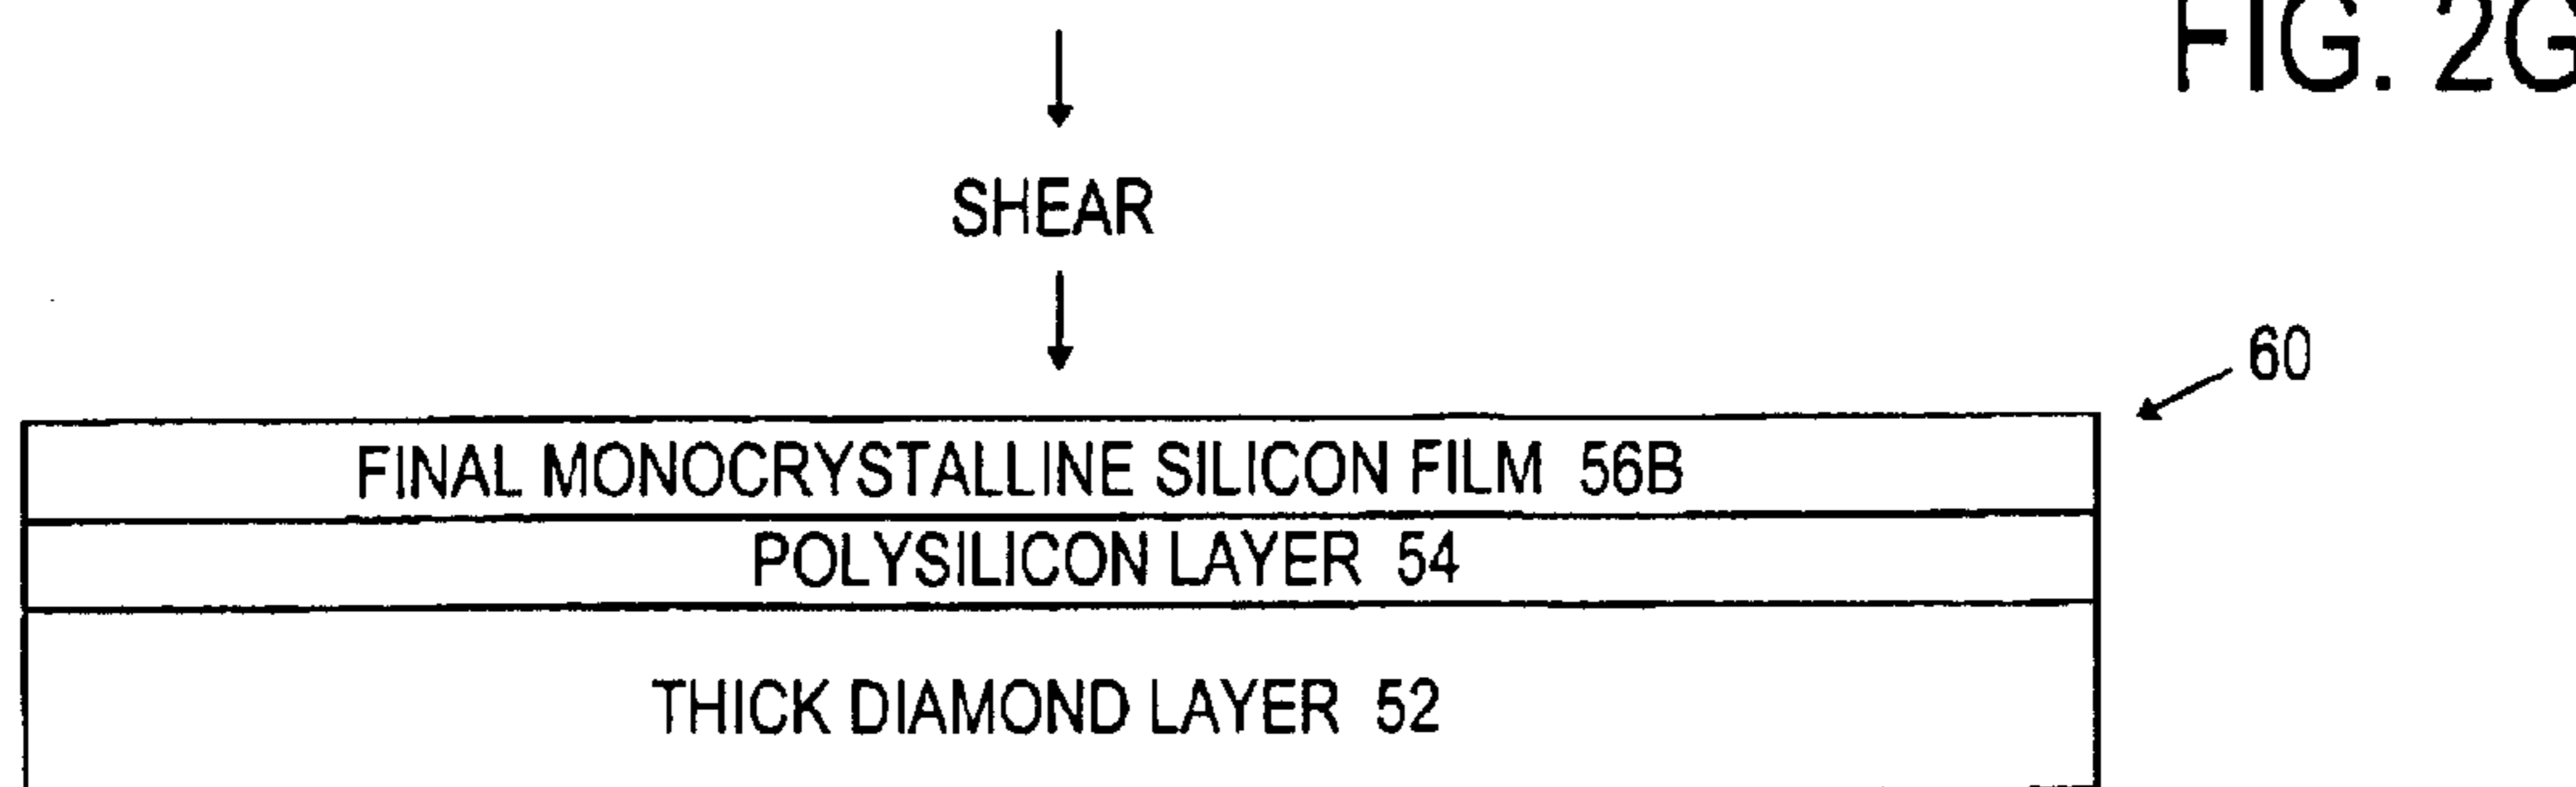 FIG. 2G
SHEAR
60
FINAL MONOCRYSTALLINE SILICON FILM 56B
POLYSILICON LAYER 54
THICK DIAMOND LAYER 52